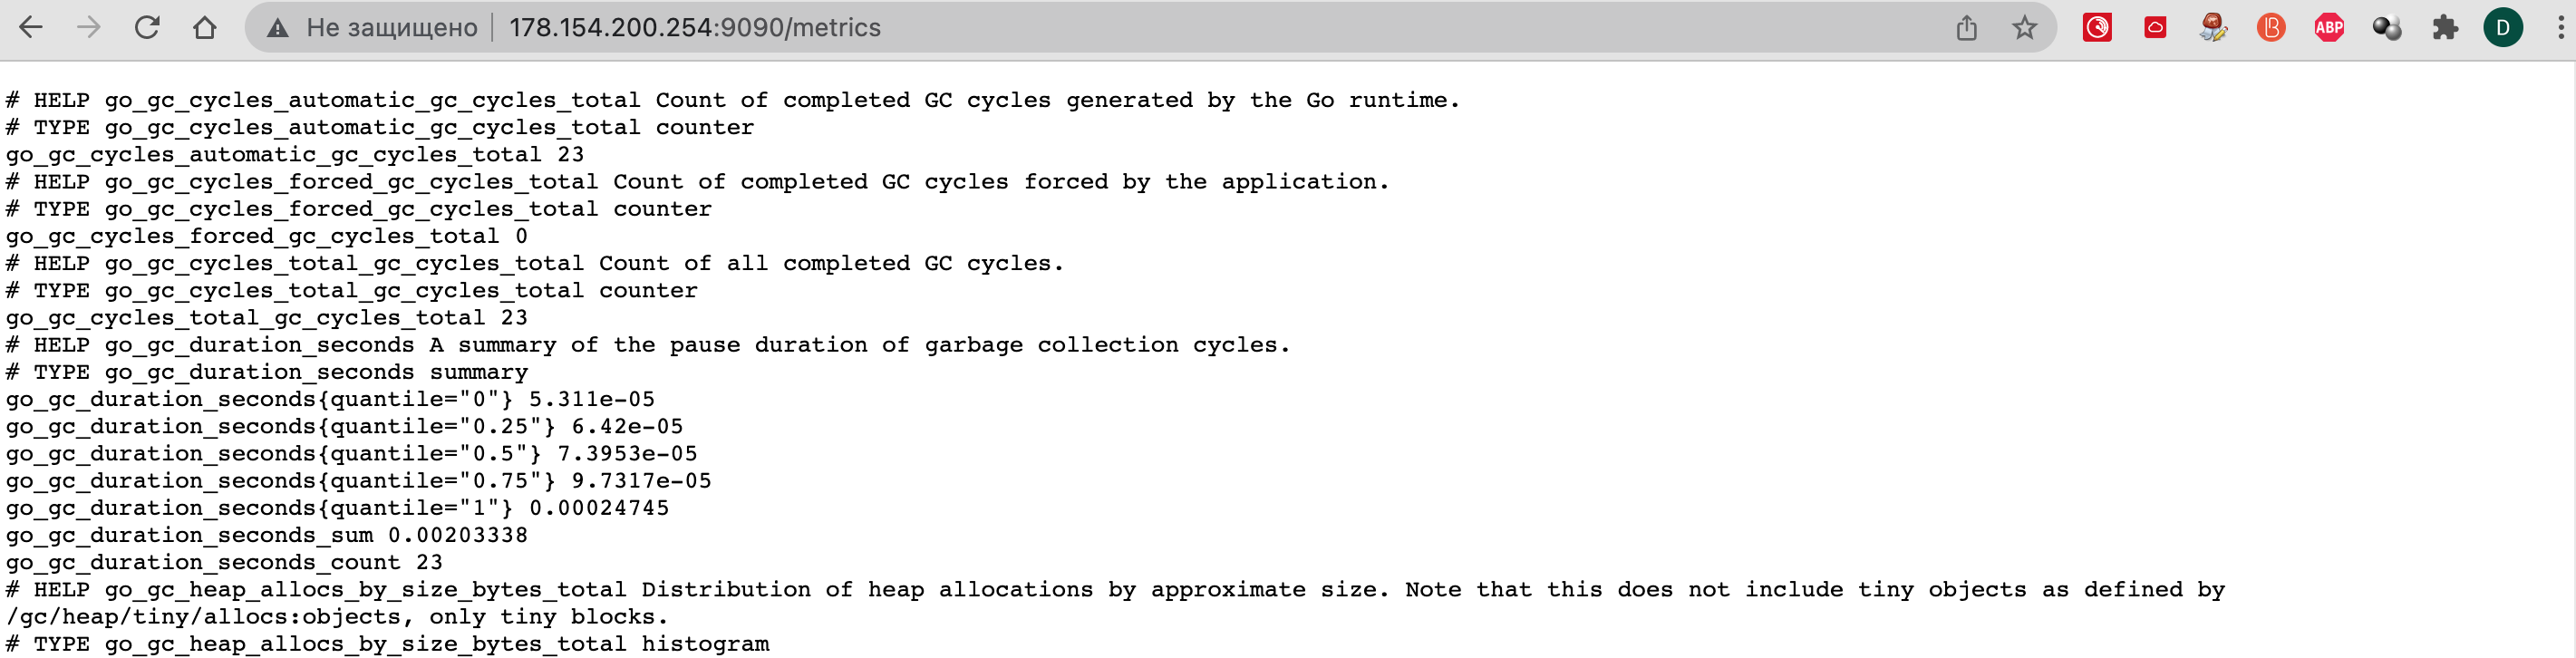 Не защищено 178.154.200.254:9090/metrics
ABP
D
# HELP go_gc_cycles_automatic_gc_cycles_total Count of completed GC cycles generated by the Go runtime.
# TYPE go_gc_cycles_automatic_gc_cycles_total counter
go_gc_cycles_automatic_gc_cycles_total 23
# HELP go_gc_cycles_forced_gc_cycles_total Count of completed GC cycles forced by the application.
# TYPE go_gc_cycles_forced_gc_cycles_total counter
go_gc_cycles_forced_gc_cycles_total 0
# HELP go_gc_cycles_total_gc_cycles_total Count of all completed GC cycles.
# TYPE go_gc_cycles_total_gc_cycles_total counter
go_gc_cycles_total_gc_cycles_total 23
# HELP go_gc_duration_seconds A summary of the pause duration of garbage collection cycles.
# TYPE go_gc_duration_seconds summary
go_gc_duration_seconds{quantile="0"} 5.311e-05
go_gc_duration_seconds{quantile="0.25"} 6.42e-05
go_gc_duration_seconds{quantile="0.5"} 7.3953e-05
go_gc_duration_seconds{quantile="0.75"} 9.7317e-05
go_gc_duration_seconds{quantile="1"} 0.00024745
go_gc_duration_seconds_sum 0.00203338
go_gc_duration_seconds_count 23
# HELP go_gc_heap_allocs_by_size_bytes_total Distribution of heap allocations by approximate size. Note that this does not include tiny objects as defined by
/gc/heap/tiny/allocs:objects, only tiny blocks.
# TYPE go_gc_heap_allocs_by_size_bytes_total histogram